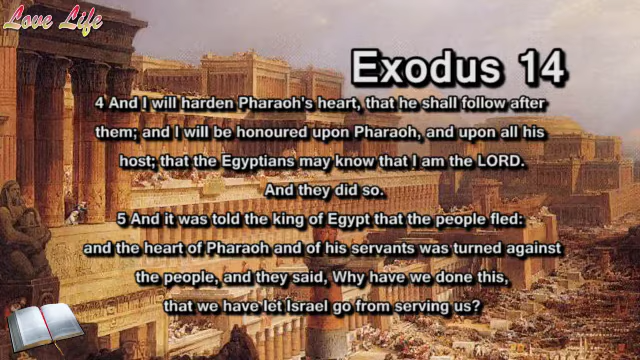 Love Life
Exodus 14
4 And I will harden Pharaoh's heart, that he shall follow after
them; and I will be honoured upon Pharaoh, and upon all his
host; that the Egyptians may know that I am the LORD.
And they did so.
5 And it was told the king of Egypt that the people fled:
and the heart of Pharaoh and of his servants was turned against
the people, and they said, Why have we done this,
that we have let Israel go from serving us?